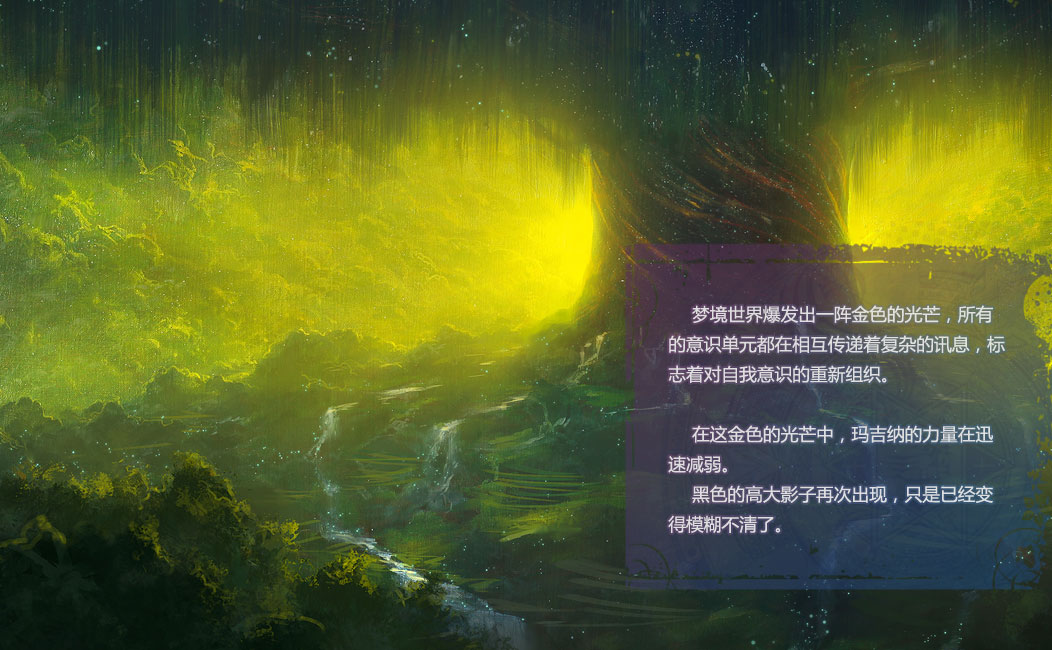 梦境世界爆发出一阵金色的光芒，所有
的意识单元都在相互传递着复杂的讯息，标
志着对自我意识的重新组织。
在这金色的光芒中，玛吉纳的力量在迅
速减弱。
黑色的高大影子再次出现，只是已经变
得模糊不清了。